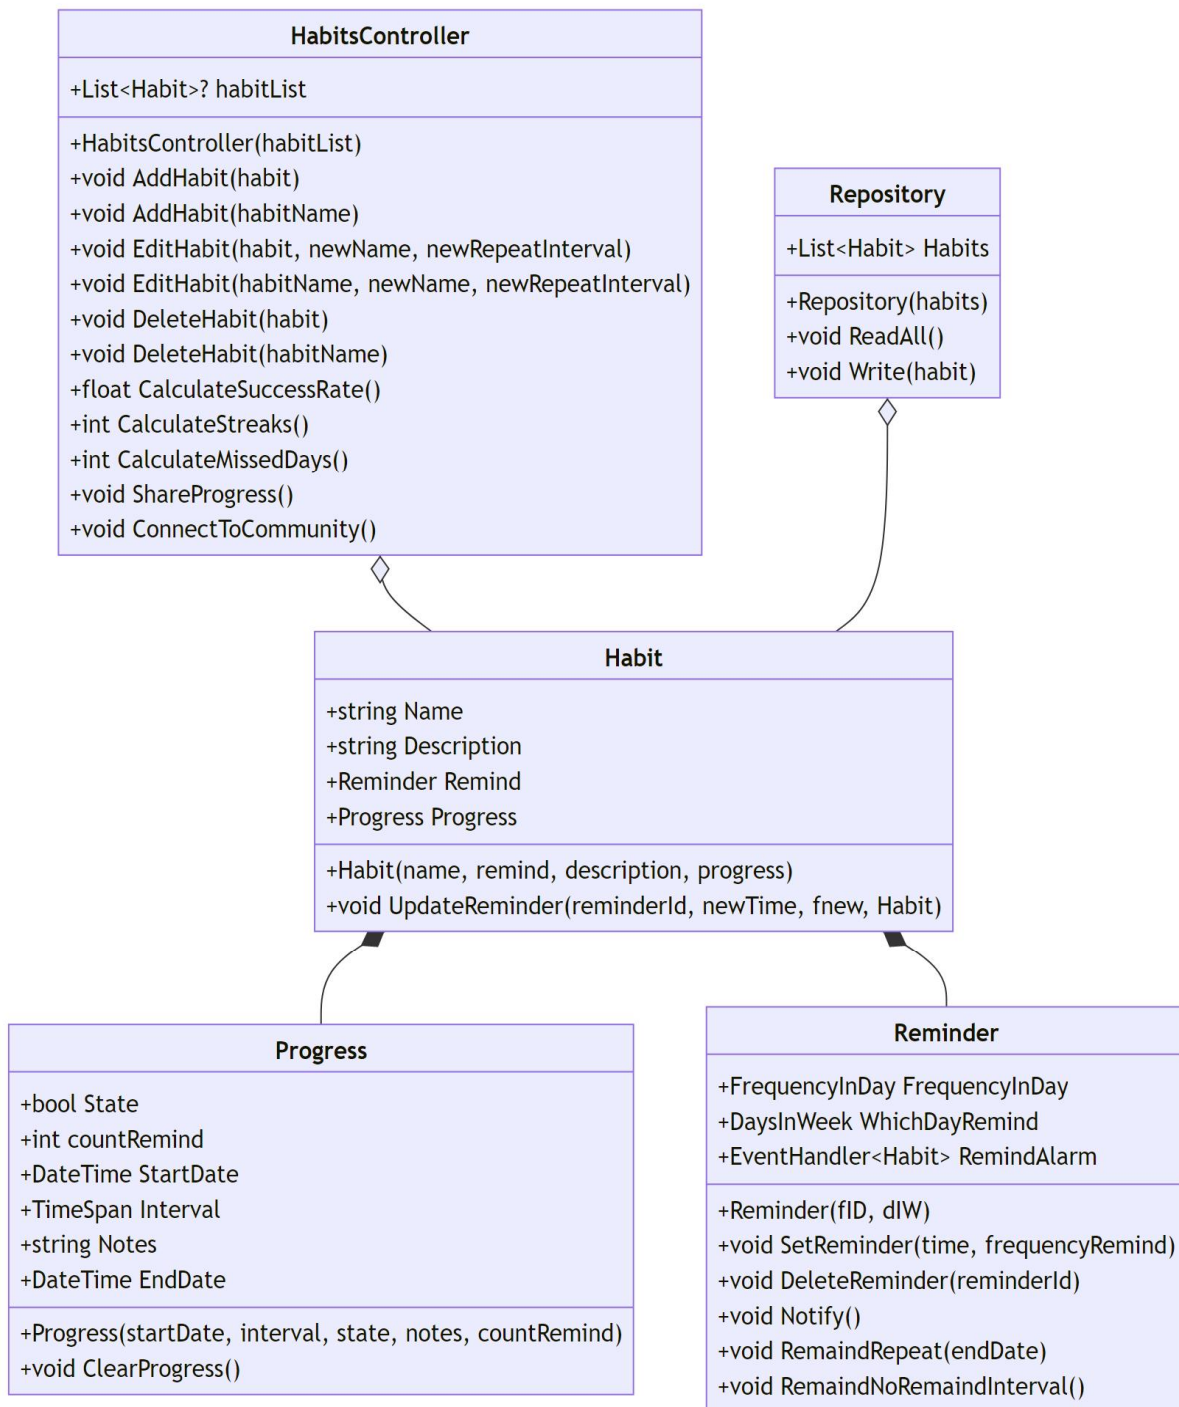 HabitsController
+List<Habit>? habitList
+HabitsController(habitList)
+void AddHabit(habit)
+void AddHabit(habitName)
+void EditHabit(habit, newName, newRepeatInterval)
+void EditHabit(habitName, newName, newRepeatInterval)
+void DeleteHabit(habit)
+void DeleteHabit(habitName)
+float CalculateSuccessRate()
+int CalculateStreaks()
+int CalculateMissedDays()
+void ShareProgress()
+void ConnectToCommunity()
Repository
+List<Habit> Habits
+Repository(habits)
+void ReadAll()
+void Write(habit)
Habit
+string Name
+string Description
+Reminder Remind
+Progress Progress
+Habit(name, remind, description, progress)
+void UpdateReminder(reminderId, newTime, fnew, Habit)
Progress
+bool State
+int countRemind
+DateTime StartDate
+TimeSpan Interval
+string Notes
+DateTime EndDate
+Progress(startDate, interval, state, notes, countRemind)
+void ClearProgress()
Reminder
+FrequencyInDay FrequencyInDay
+DaysInWeek WhichDayRemind
+EventHandler<Habit> RemindAlarm
+Reminder(fID, dIW)
+void SetReminder(time, frequencyRemind)
+void DeleteReminder(reminderId)
+void Notify()
+void RemaindRepeat(endDate)
+void RemaindNoRemaindInterval()